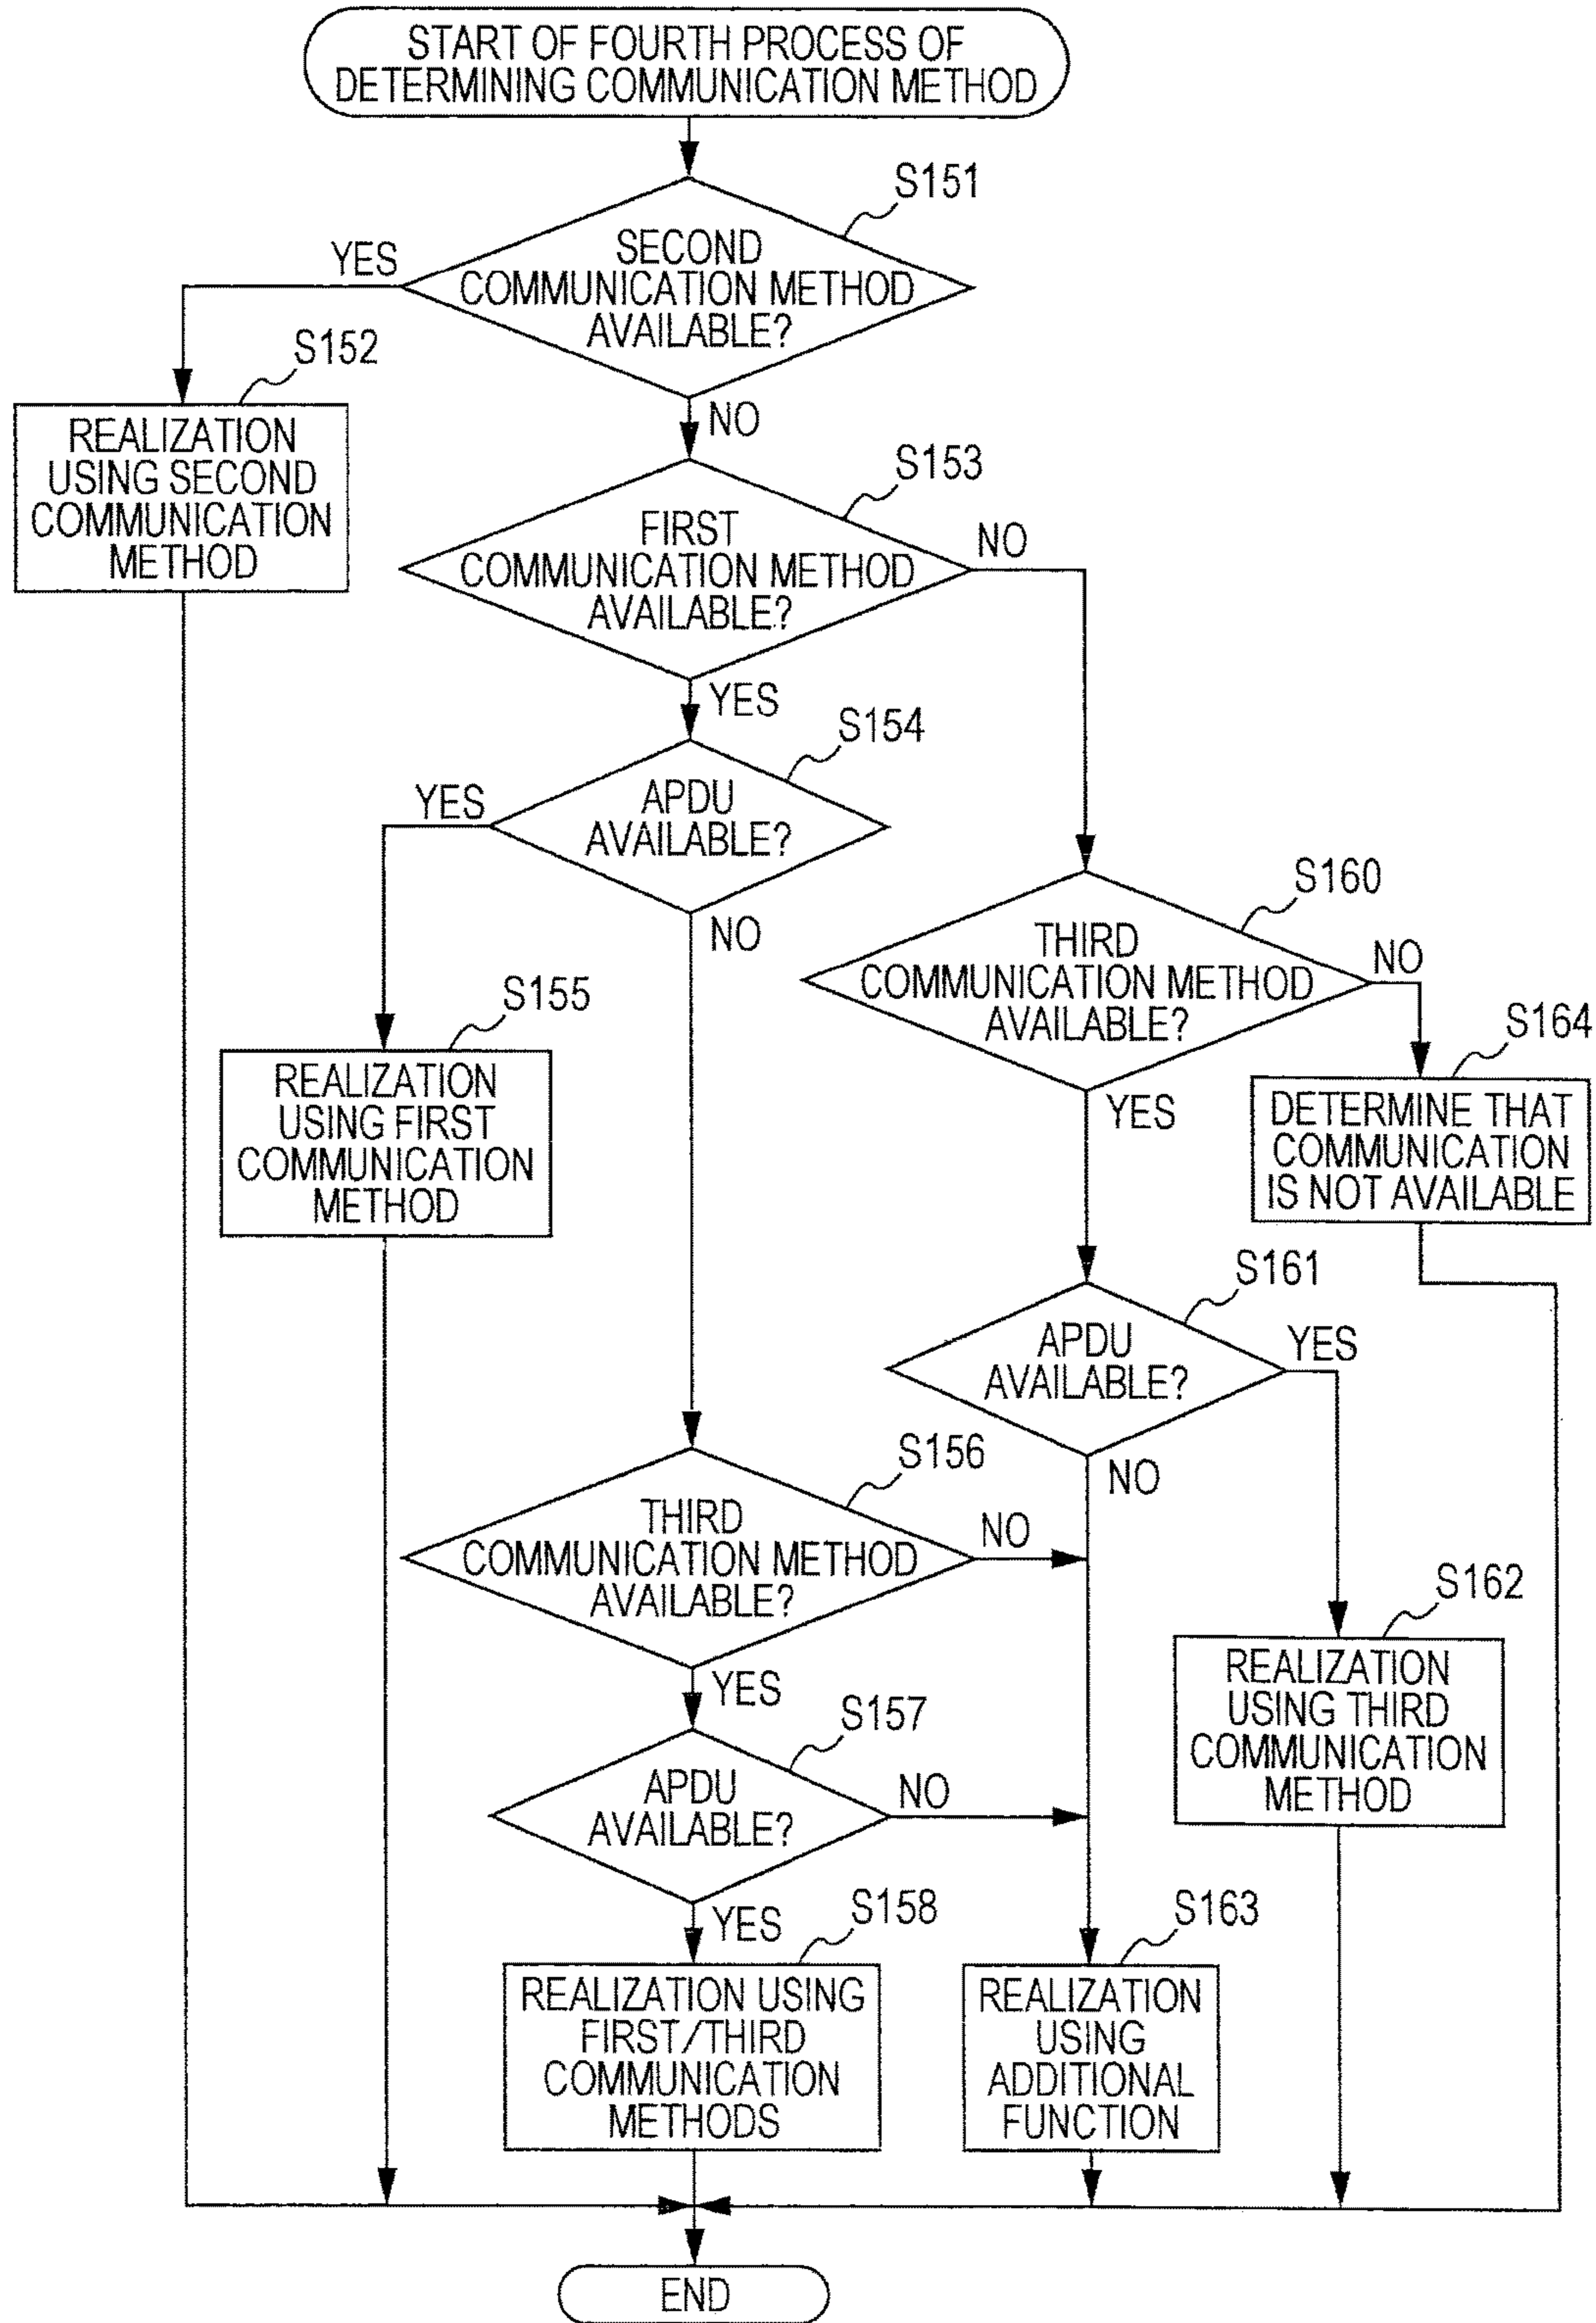 START OF FOURTH PROCESS OF
DETERMINING COMMUNICATION METHOD
S151
SECOND
COMMUNICATION METHOD
AVAILABLE?
YES
NO
S152
REALIZATION
USING SECOND
COMMUNICATION
METHOD
S153
FIRST
COMMUNICATION METHOD
AVAILABLE?
NO
YES
S154
APDU
AVAILABLE?
YES
NO
S155
REALIZATION
USING FIRST
COMMUNICATION
METHOD
S160
THIRD
COMMUNICATION METHOD
AVAILABLE?
NO
YES
S164
DETERMINE THAT
COMMUNICATION
IS NOT AVAILABLE
S161
APDU
AVAILABLE?
YES
NO
S156
THIRD
COMMUNICATION METHOD
AVAILABLE?
NO
YES
S162
REALIZATION
USING THIRD
COMMUNICATION
METHOD
S157
APDU
AVAILABLE?
NO
YES
S158
REALIZATION USING
FIRST/THIRD
COMMUNICATION
METHODS
S163
REALIZATION
USING
ADDITIONAL
FUNCTION
END